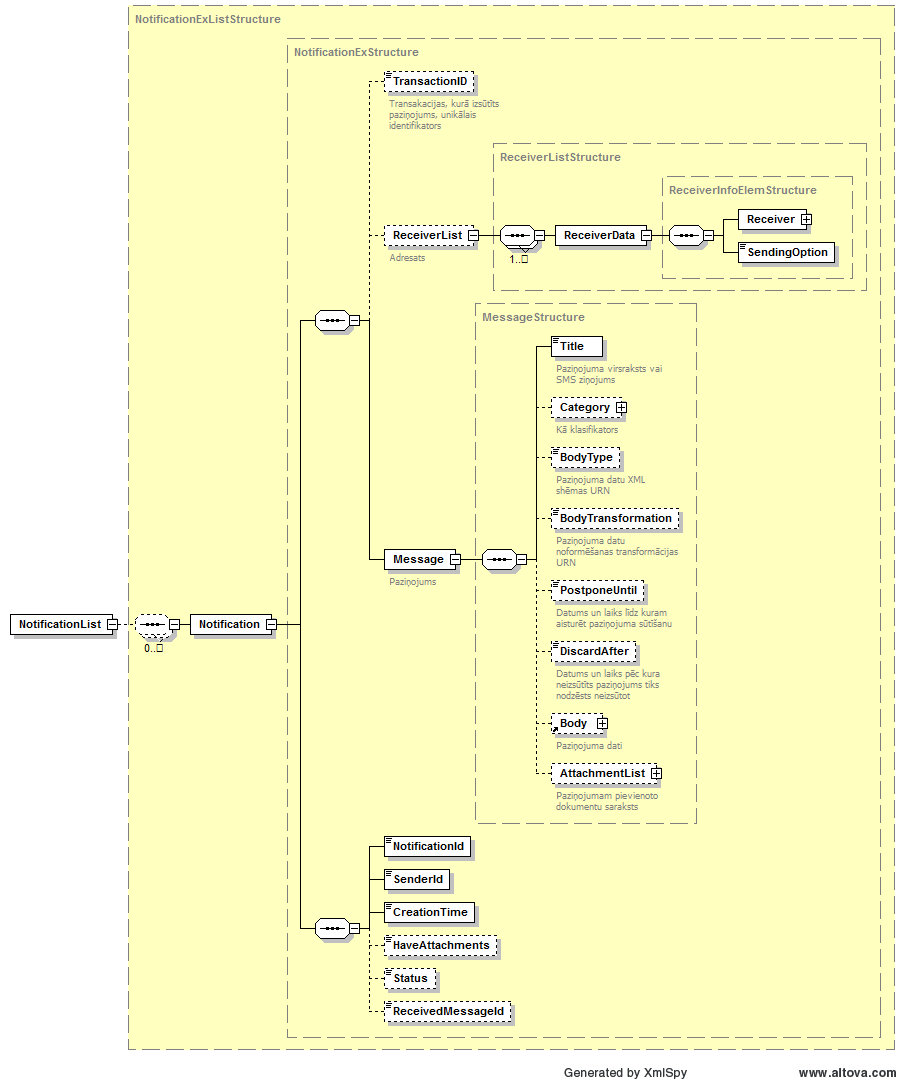 NotificationExListStructure
NotificationExStructure
TransactionID
Transakacijas, kurā izsūtīts
paziņojums, unikālais
identifikators
ReceiverListStructure
ReceiverInfoElemStructure
Receiver
ReceiverList
ReceiverData
SendingOption
Adresats
1..□
MessageStructure
Title
Paziņojuma virsraksts vai
SMS ziņojums
Category
Kā klasifikators
BodyType
Paziņojuma datu XML
shēmas URN
BodyTransformation
Paziņojuma datu
noformēšanas transformācijas
URN
Message
Paziņojums
PostponeUntil
Datums un laiks līdz kuram
aisturēt paziņojuma sūtīšanu
NotificationList
Notification
0..□
DiscardAfter
Datums un laiks pēc kura
neizsūtīts paziņojums tiks
nodzēsts neizsūtot
Body
Paziņojuma dati
AttachmentList
Paziņojumam pievienoto
dokumentu saraksts
NotificationId
SenderId
CreationTime
HaveAttachments
Status
ReceivedMessageId
Generated by XmlSpy
www.altova.com